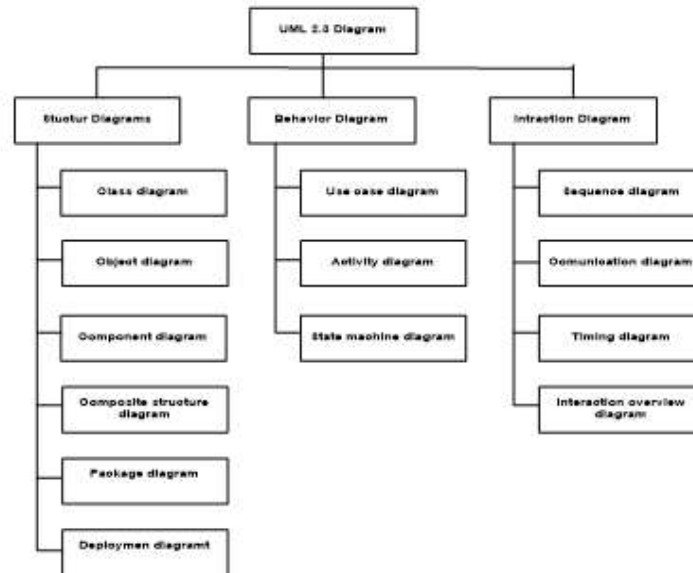 UML 2.0 Diagram
Stuctur Diagrams
Behavior Diagram
Intraction Diagram
Class diagram
Object diagram
Component diagram
Composite structure
diagram
Package diagram
Deploymen diagramt
Use case diagram
Activity diagram
State machine diagram
Sequence diagram
Comunication diagram
Timing diagram
Interaction overview
diagram